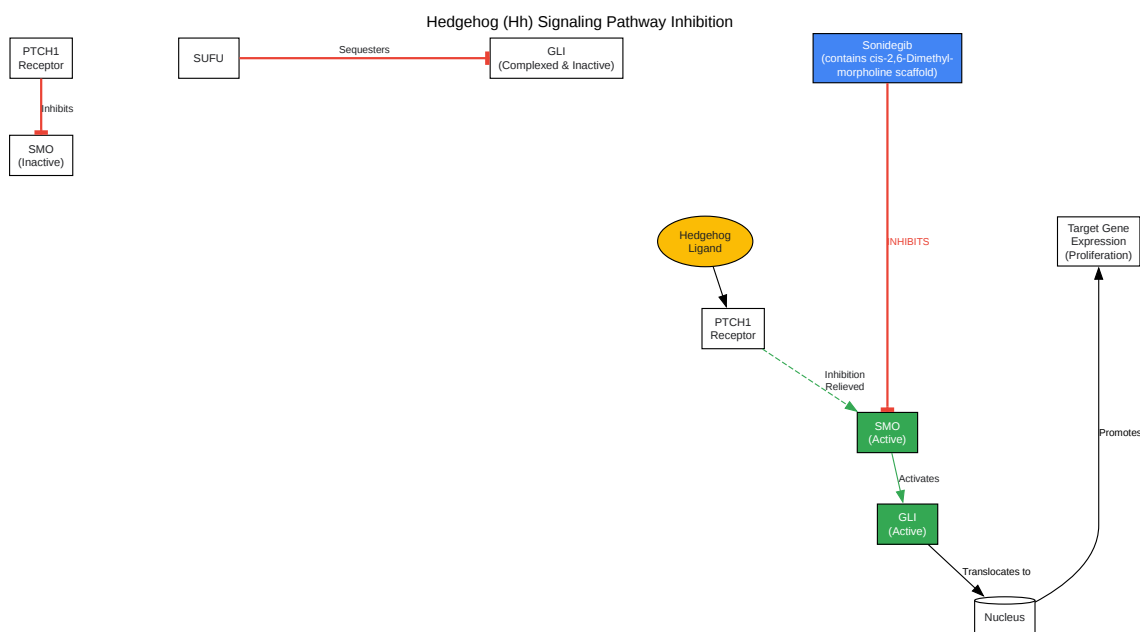 Hedgehog (Hh) Signaling Pathway Inhibition
PTCH1
Receptor
Inhibits
SMO
(Inactive)
SUFU
Sequesters
GLI
(Complexed & Inactive)
Sonidegib
(contains cis-2,6-Dimethyl-
morpholine scaffold)
INHIBITS
Hedgehog
Ligand
PTCH1
Receptor
Inhibition
Relieved
SMO
(Active)
Activates
GLI
(Active)
Translocates to
Nucleus
Promotes
Target Gene
Expression
(Proliferation)